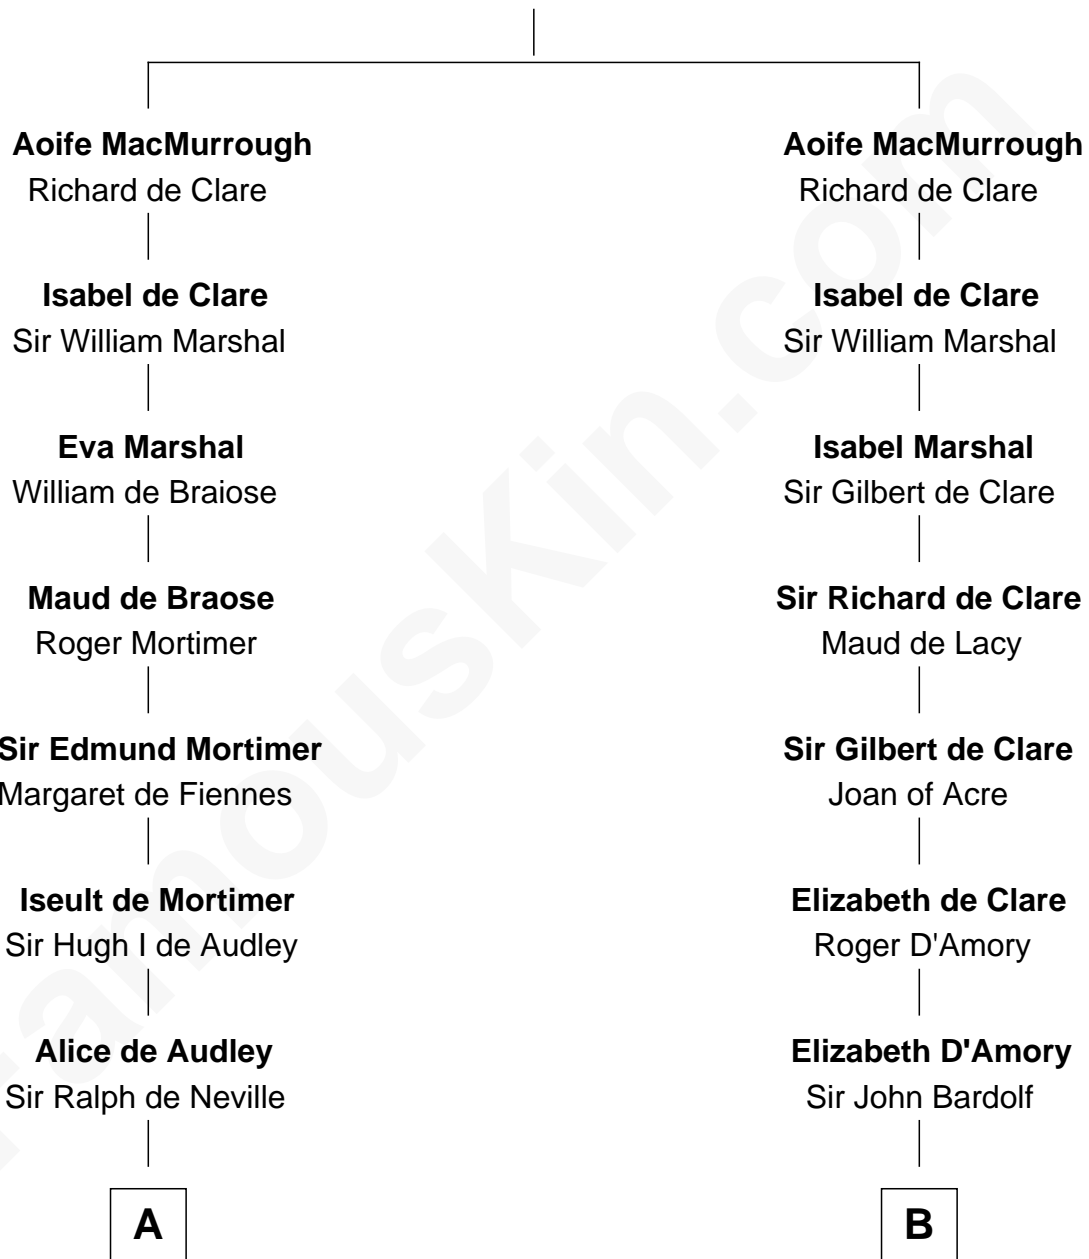 Aoife MacMurrough
Richard de Clare
Isabel de Clare
Sir William Marshal
Eva Marshal
William de Braiose
Maud de Braose
Roger Mortimer
Sir Edmund Mortimer
Margaret de Fiennes
Iseult de Mortimer
Sir Hugh I de Audley
Alice de Audley
Sir Ralph de Neville
A
Aoife MacMurrough
Richard de Clare
Isabel de Clare
Sir William Marshal
Isabel Marshal
Sir Gilbert de Clare
Sir Richard de Clare
Maud de Lacy
Sir Gilbert de Clare
Joan of Acre
Elizabeth de Clare
Roger D'Amory
Elizabeth D'Amory
Sir John Bardolf
B
FamousKin.com